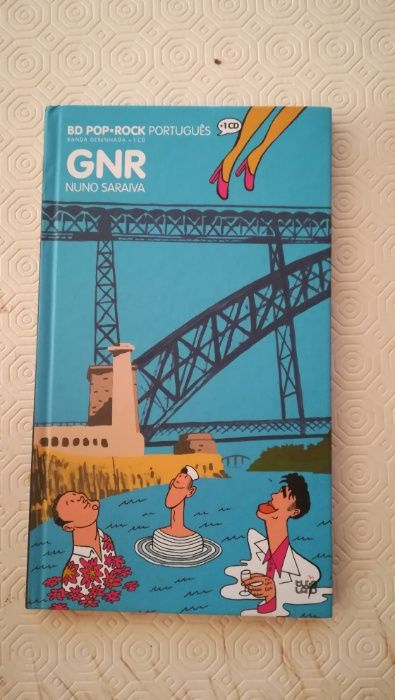 BD POP•ROCK PORTUGUÊS
+1 CD
BANDA DESENHADA + 1 CD
GNR
NUNO SARAIVA